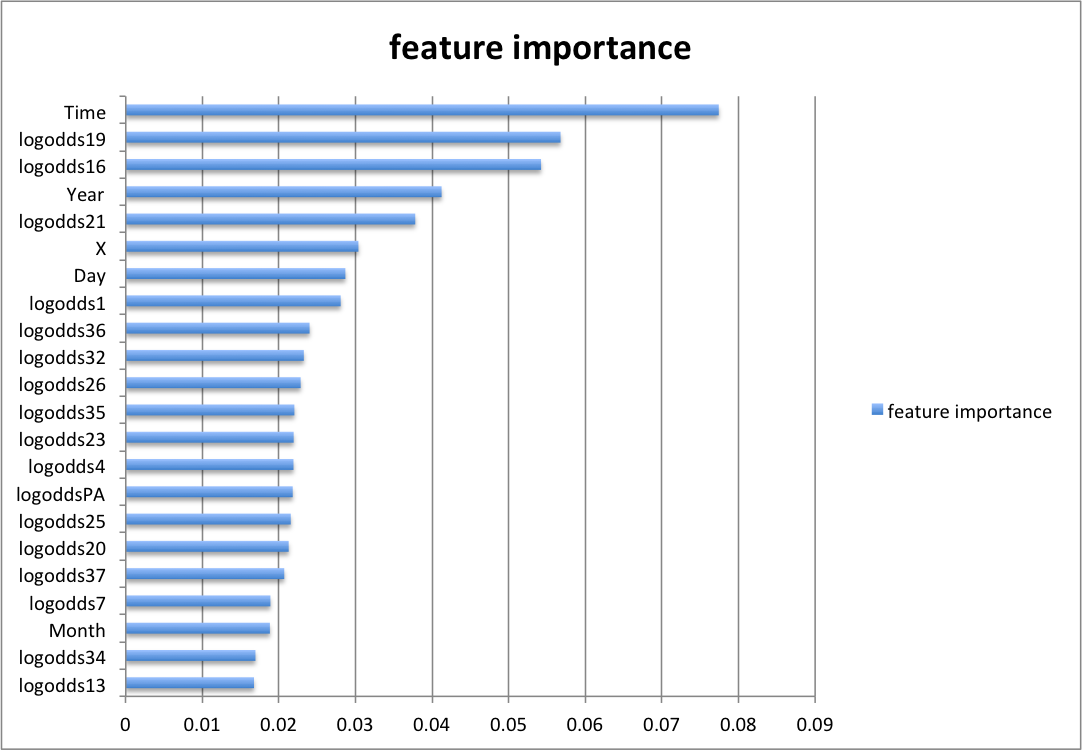 feature importance
Time
logodds19
logodds16
Year
logodds21
X
Day
logodds1
logodds36
logodds32
logodds26
logodds35
logodds23
logodds4
logoddsPA
logodds25
logodds20
logodds37
logodds7
Month
logodds34
logodds13
feature importance
0 0.01 0.02 0.03 0.04 0.05 0.06 0.07 0.08 0.09